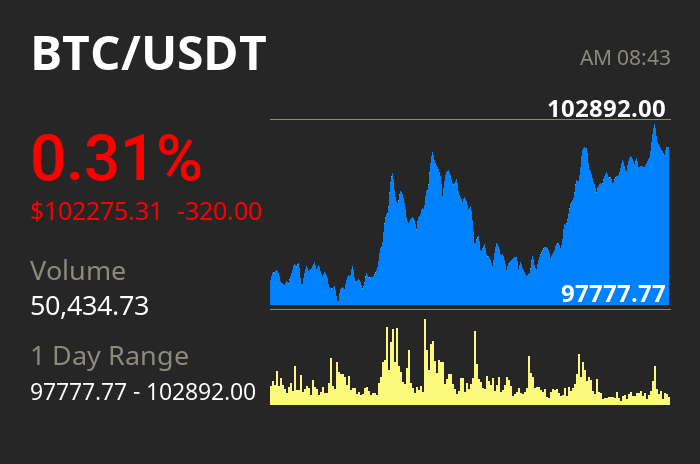 BTC/USDT
AM 08:43
102892.00
0.31%
$102275.31 -320.00
Volume
50,434.73
97777.77
1 Day Range
97777.77 - 102892.00